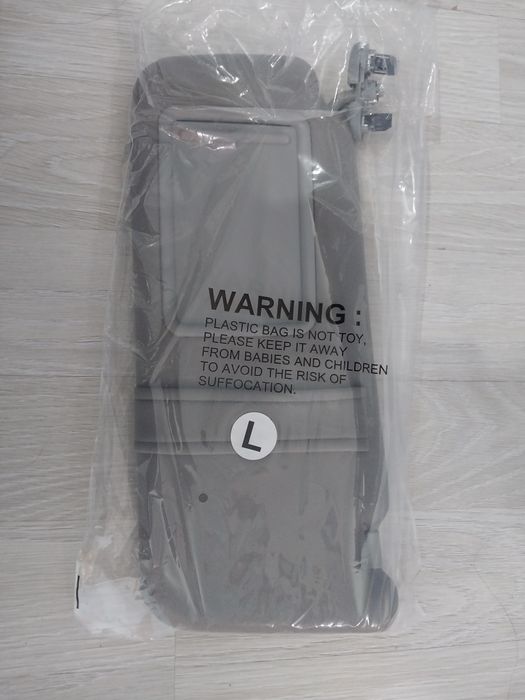 WARNING :
PLASTIC BAG IS NOT TOY,
PLEASE KEEP IT AWAY
FROM BABIES AND CHILDREN
TO AVOID THE RISK OF
SUFFOCATION.
L